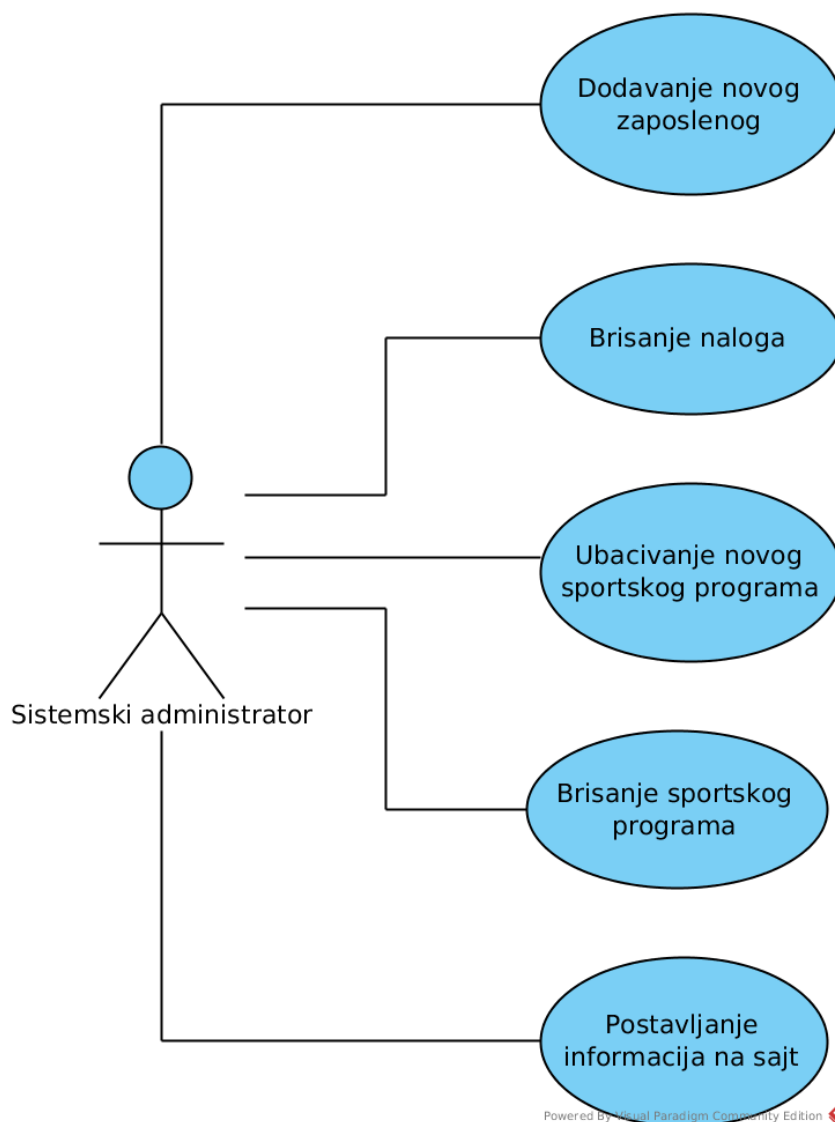 Dodavanje novog
zaposlenog
Brisanje naloga
Ubacivanje novog
sportskog programa
Sistemski administrator
Brisanje sportskog
programa
Postavljanje
informacija na sajt
Powered By Visual Paradigm Community Edition